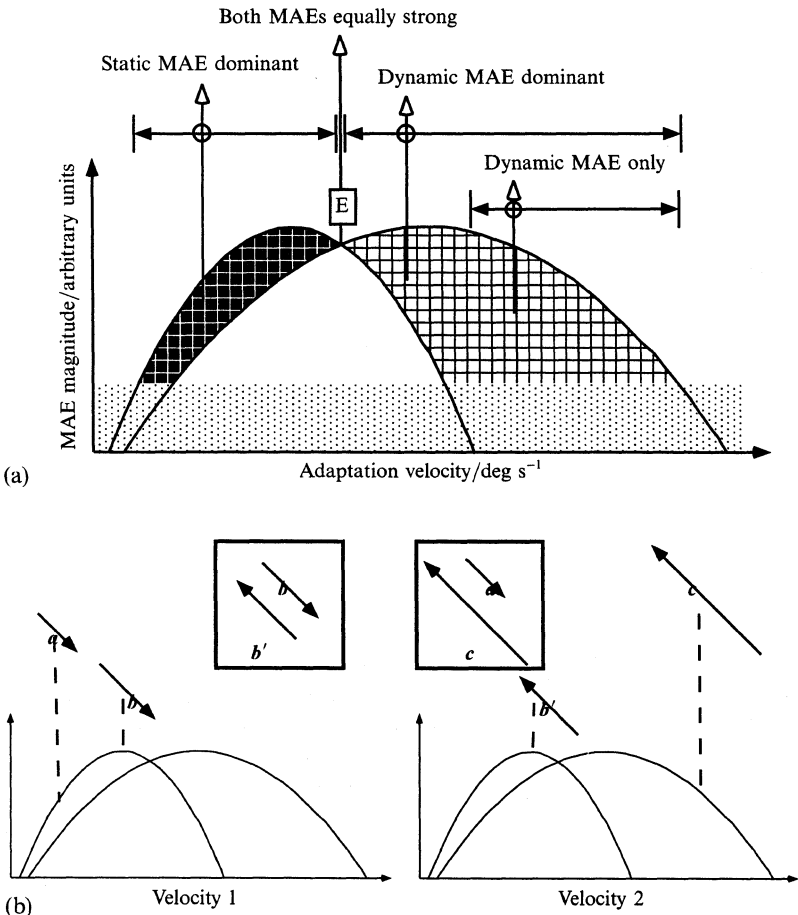 Both MAEs equally strong
Static MAE dominant
Dynamic MAE dominant
Dynamic MAE only
E
MAE magnitude/arbitrary units
Adaptation velocity/deg s⁻¹
(a)
b
b′
a
c
c
a
b
b′
Velocity 1
Velocity 2
(b)